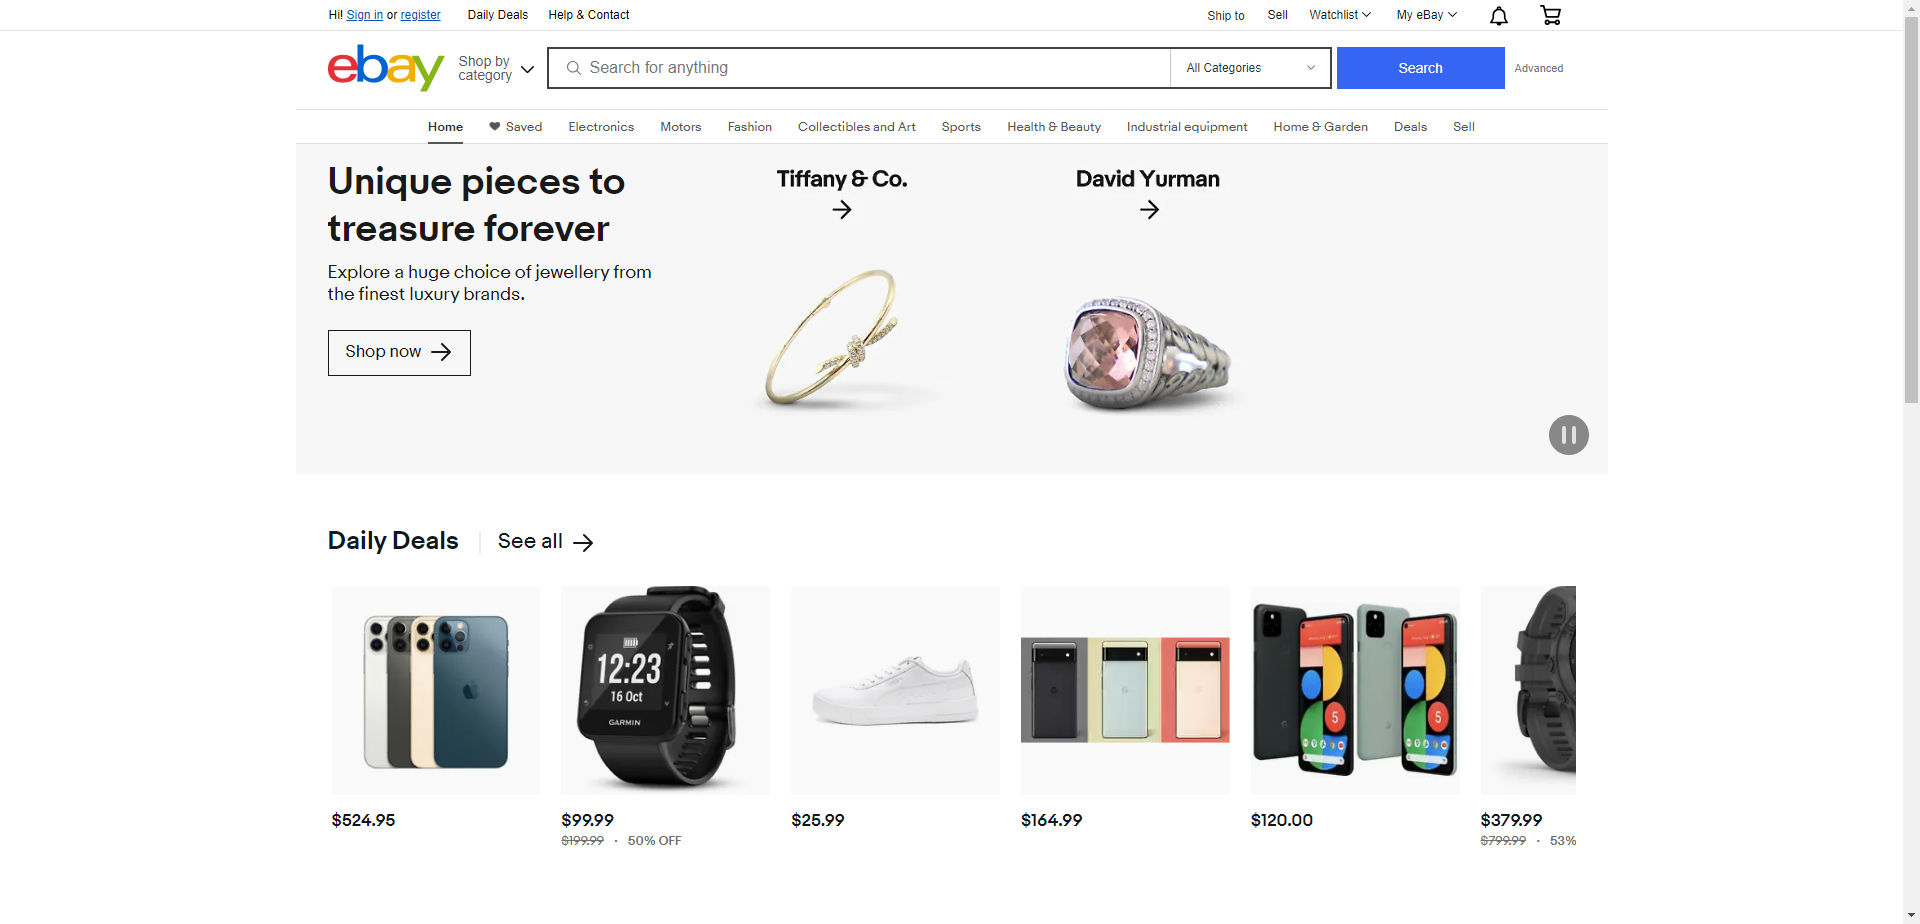 Hi! Sign in or register
Daily Deals
Help & Contact
Ship to
Sell
Watchlist
My eBay
ebay
Shop by
category
Search for anything
All Categories
Search
Advanced
Home
Saved
Electronics
Motors
Fashion
Collectibles and Art
Sports
Health & Beauty
Industrial equipment
Home & Garden
Deals
Sell
Unique pieces to
treasure forever
Explore a huge choice of jewellery from
the finest luxury brands.
Shop now
Tiffany & Co.
David Yurman
Daily Deals
See all
12:23
16 Oct
GARMIN
5
5
$524.95
$99.99
$199.99 · 50% OFF
$25.99
$164.99
$120.00
$379.99
$799.99 · 53%